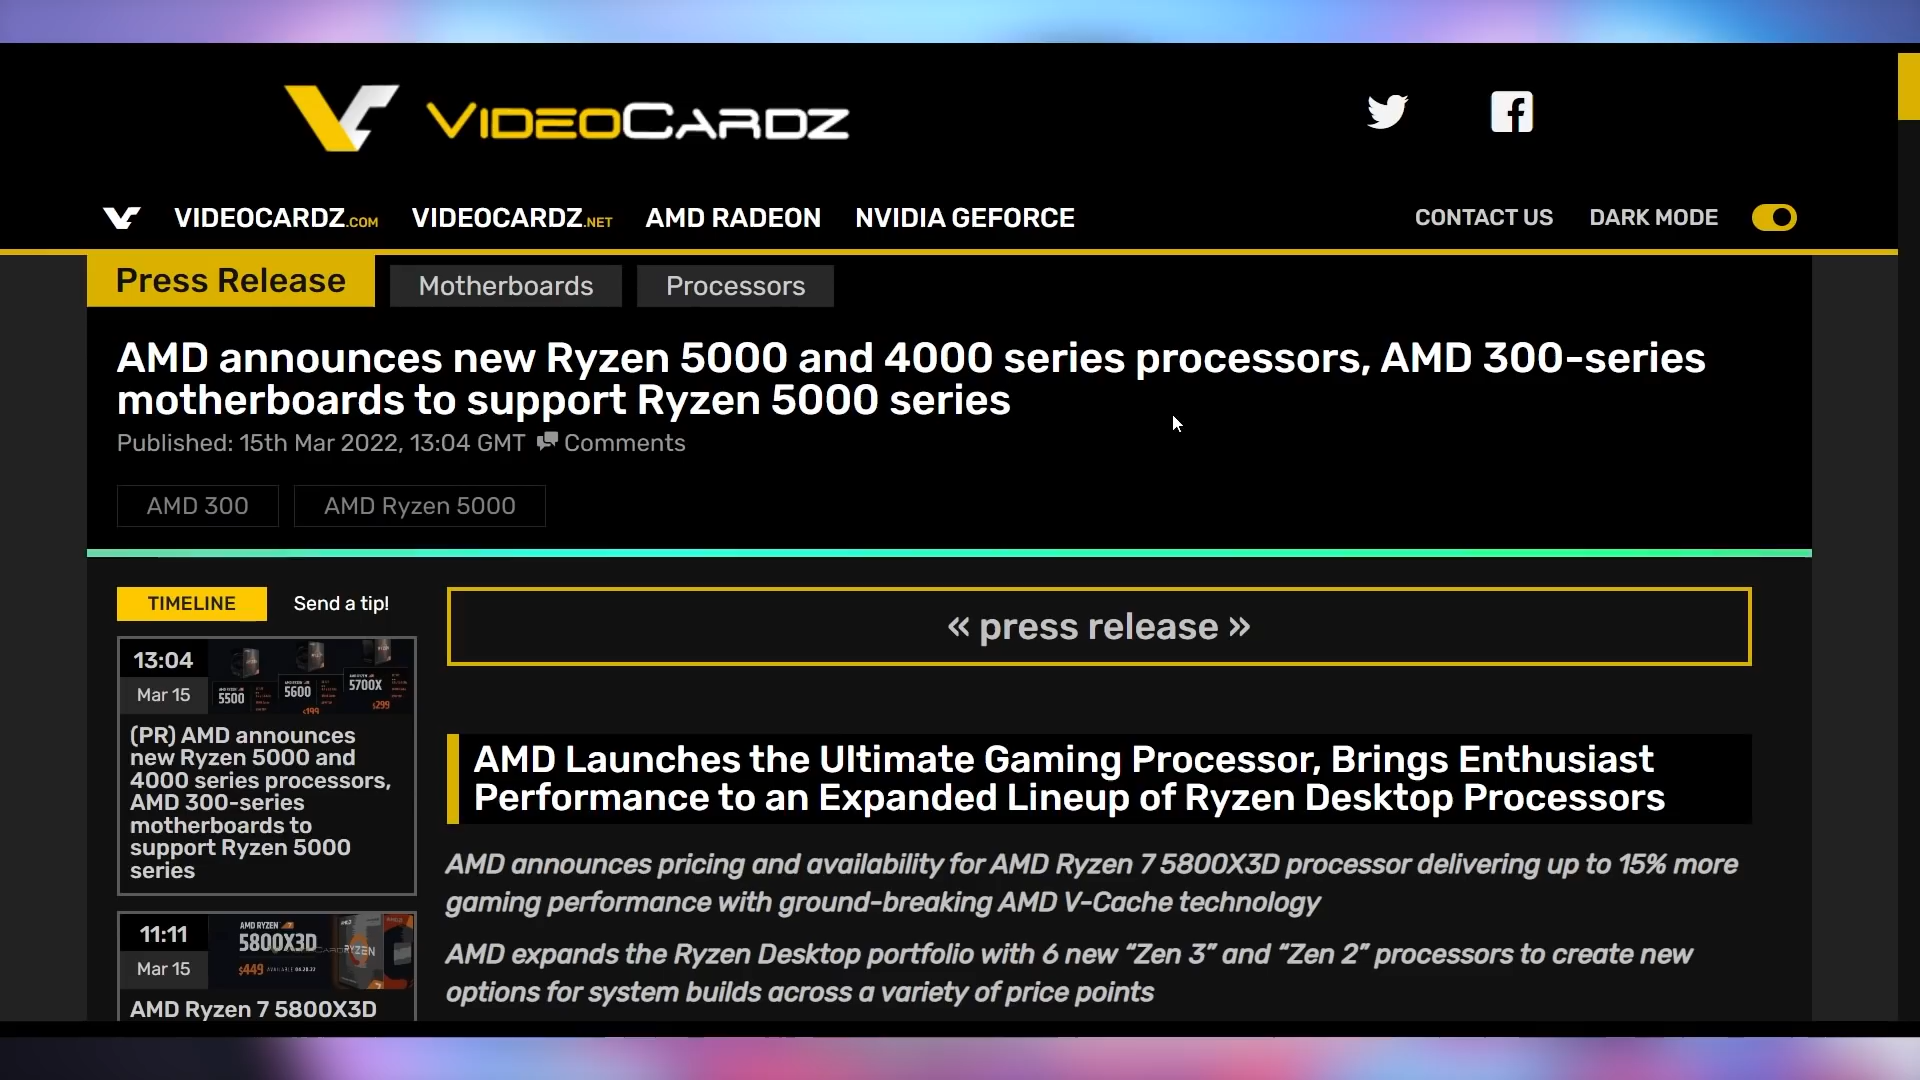 VIDEOCARDZ
VIDEOCARDZ.COM VIDEOCARDZ.NET AMD RADEON NVIDIA GEFORCE CONTACT US DARK MODE
Press Release Motherboards Processors
AMD announces new Ryzen 5000 and 4000 series processors, AMD 300-series
motherboards to support Ryzen 5000 series
Published: 15th Mar 2022, 13:04 GMT Comments
AMD 300 AMD Ryzen 5000
TIMELINE Send a tip!
« press release »
13:04
Mar 15
5500 5600 5700X
$199 $299
(PR) AMD announces
new Ryzen 5000 and
4000 series processors,
AMD 300-series
motherboards to
support Ryzen 5000
series
11:11
Mar 15
AMD RYZEN 7
5800X3D
$449 AVAILABLE
RYZEN
AMD Ryzen 7 5800X3D
AMD Launches the Ultimate Gaming Processor, Brings Enthusiast
Performance to an Expanded Lineup of Ryzen Desktop Processors
AMD announces pricing and availability for AMD Ryzen 7 5800X3D processor delivering up to 15% more
gaming performance with ground-breaking AMD V-Cache technology
AMD expands the Ryzen Desktop portfolio with 6 new “Zen 3” and “Zen 2” processors to create new
options for system builds across a variety of price points